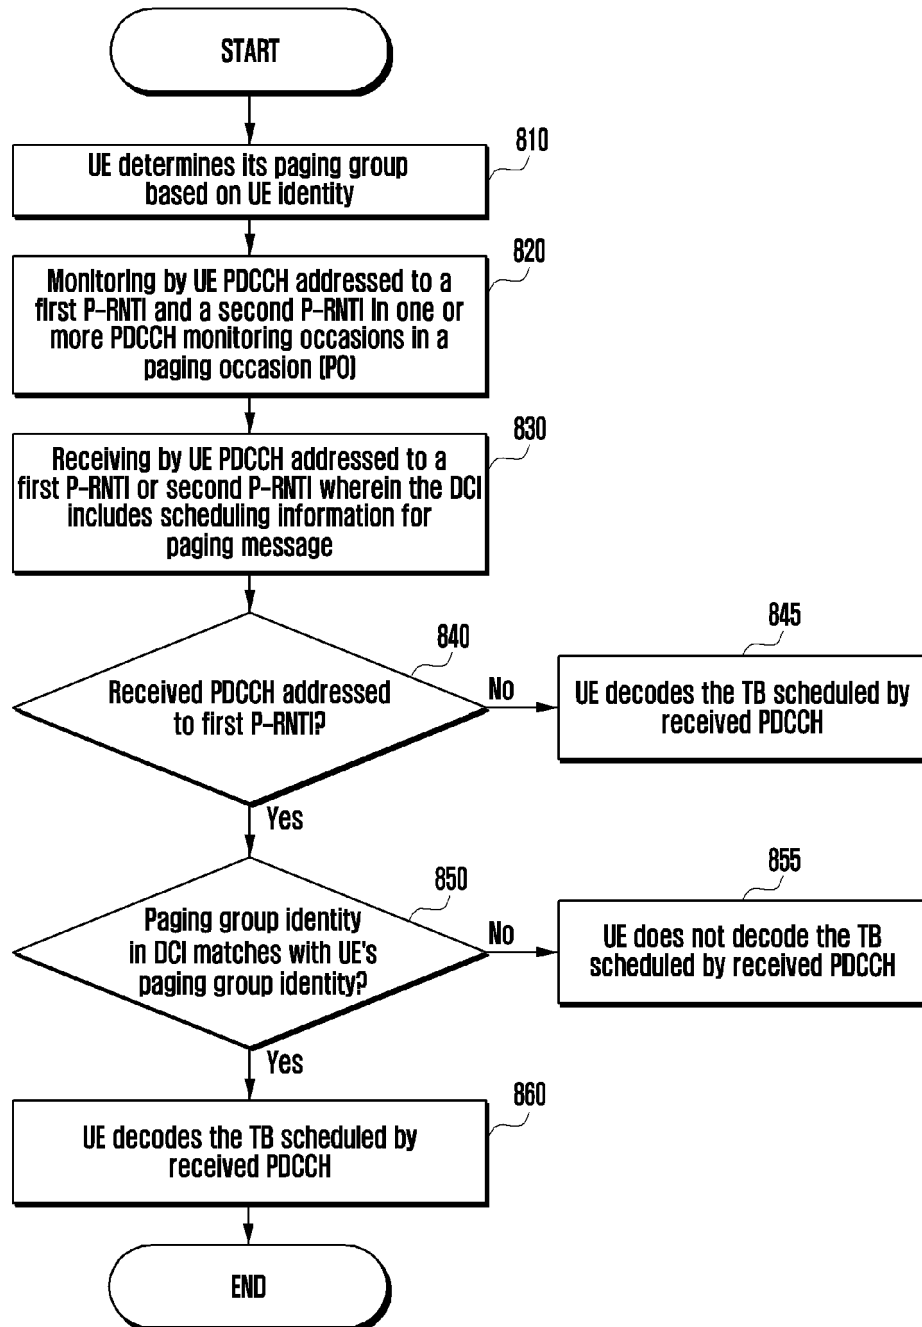 START
810
UE determines its paging group
based on UE identity
820
Monitoring by UE PDCCH addressed to a
first P-RNTI and a second P-RNTI in one or
more PDCCH monitoring occasions in a
paging occasion (PO)
830
Receiving by UE PDCCH addressed to a
first P-RNTI or second P-RNTI wherein the DCI
includes scheduling information for
paging message
840
Received PDCCH addressed
to first P-RNTI?
No
845
UE decodes the TB scheduled by
received PDCCH
Yes
850
Paging group identity
in DCI matches with UE's
paging group identity?
No
855
UE does not decode the TB
scheduled by received PDCCH
Yes
860
UE decodes the TB scheduled by
received PDCCH
END